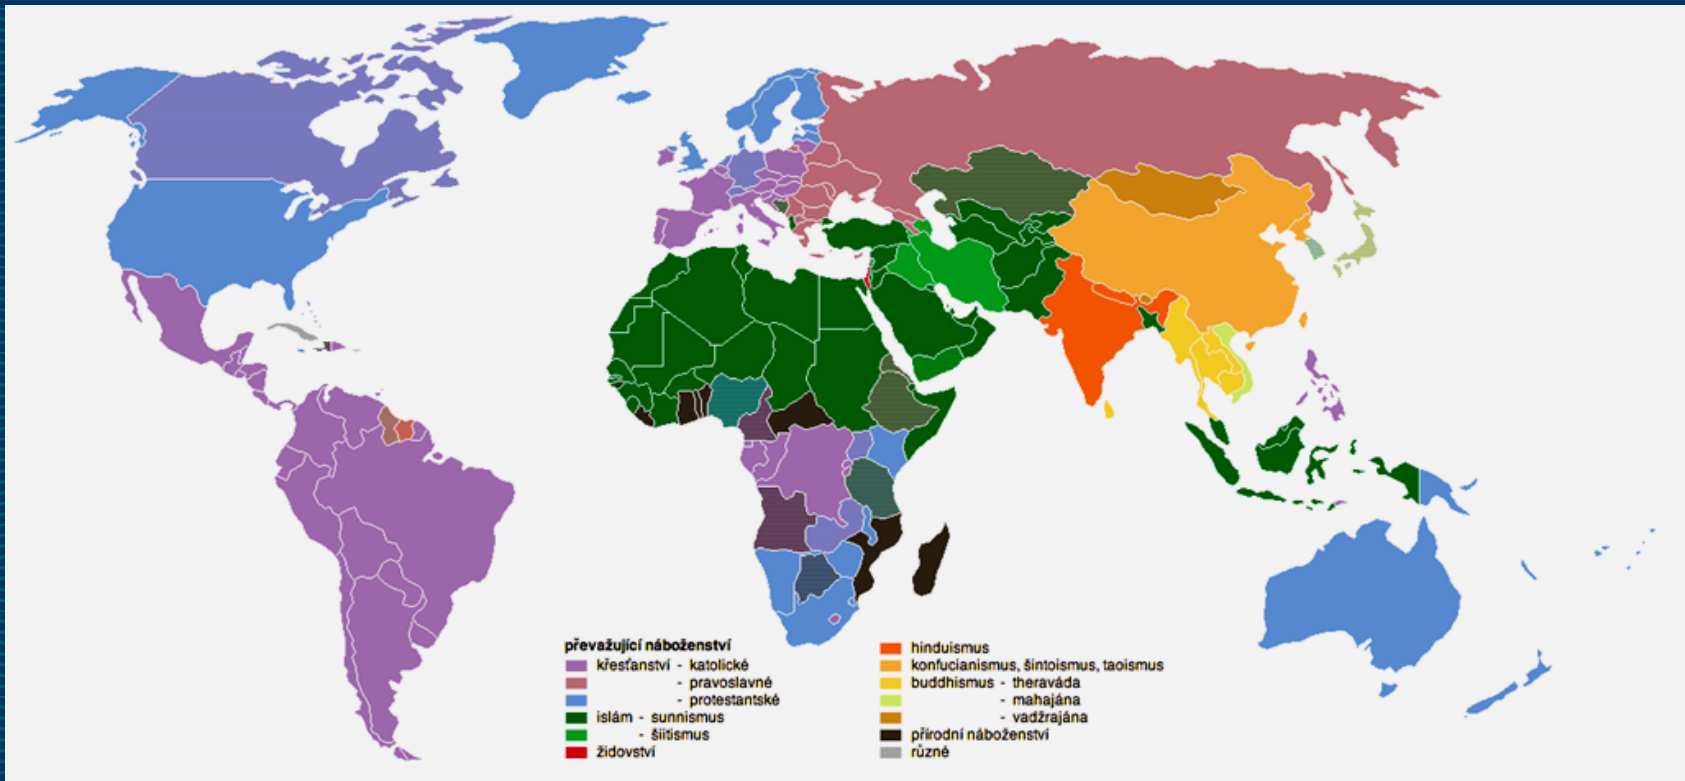 převažující náboženství
křesťanství - katolické
- pravoslavné
- protestantské
islám - sunnismus
- šíitismus
židovství
hinduismus
konfucianismus, šintoismus, taoismus
buddhismus - theraváda
- mahajána
- vadžrajána
přírodní náboženství
různé